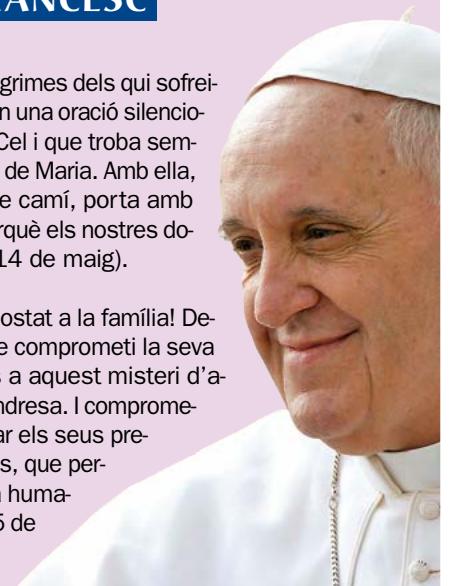 ANCESC
grimes dels qui sofrei-
n una oració silencio-
Cel i que troba sem-
de Maria. Amb ella,
e camí, porta amb
rquè els nostres do-
14 de maig).
ostat a la família! De-
e comprometi la seva
s a aquest misteri d'a-
ndresa. I comprome-
ar els seus pre-
s, que per-
a huma-
5 de